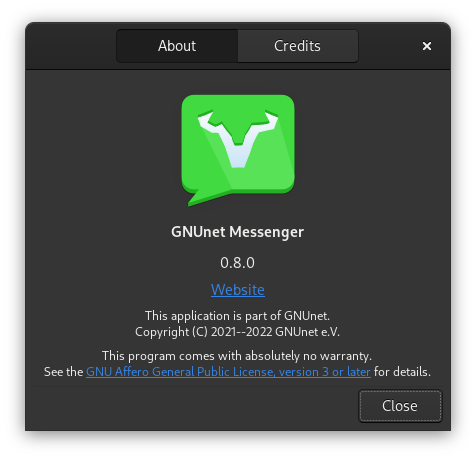 About Credits
GNUnet Messenger
0.8.0
Website
This application is part of GNUnet.
Copyright (C) 2021--2022 GNUnet e.V.
This program comes with absolutely no warranty.
See the GNU Affero General Public License, version 3 or later for details.
Close